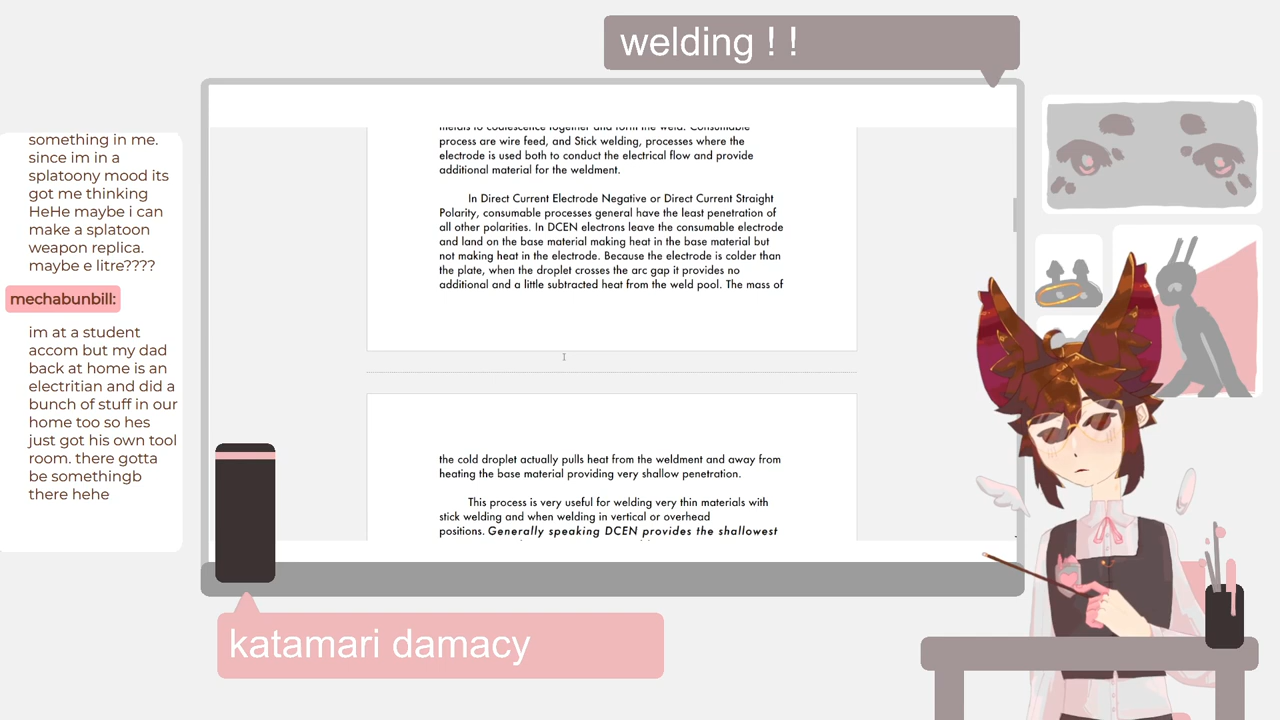 welding ! !
something in me.
since im in a
splatoony mood its
got me thinking
HeHe maybe i can
make a splatoon
weapon replica.
maybe e litre????
mechabunbill:
im at a student
accom but my dad
back at home is an
electritian and did a
bunch of stuff in our
home too so hes
just got his own tool
room. there gotta
be somethingb
there hehe
metals to coalescence together and form the weld. Consumable
process are wire feed, and Stick welding, processes where the
electrode is used both to conduct the electrical flow and provide
additional material for the weldment.
In Direct Current Electrode Negative or Direct Current Straight
Polarity, consumable processes general have the least penetration of
all other polarities. In DCEN electrons leave the consumable electrode
and land on the base material making heat in the base material but
not making heat in the electrode. Because the electrode is colder than
the plate, when the droplet crosses the arc gap it provides no
additional and a little subtracted heat from the weld pool. The mass of
the cold droplet actually pulls heat from the weldment and away from
heating the base material providing very shallow penetration.
This process is very useful for welding very thin materials with
stick welding and when welding in vertical or overhead
positions. Generally speaking DCEN provides the shallowest
katamari damacy